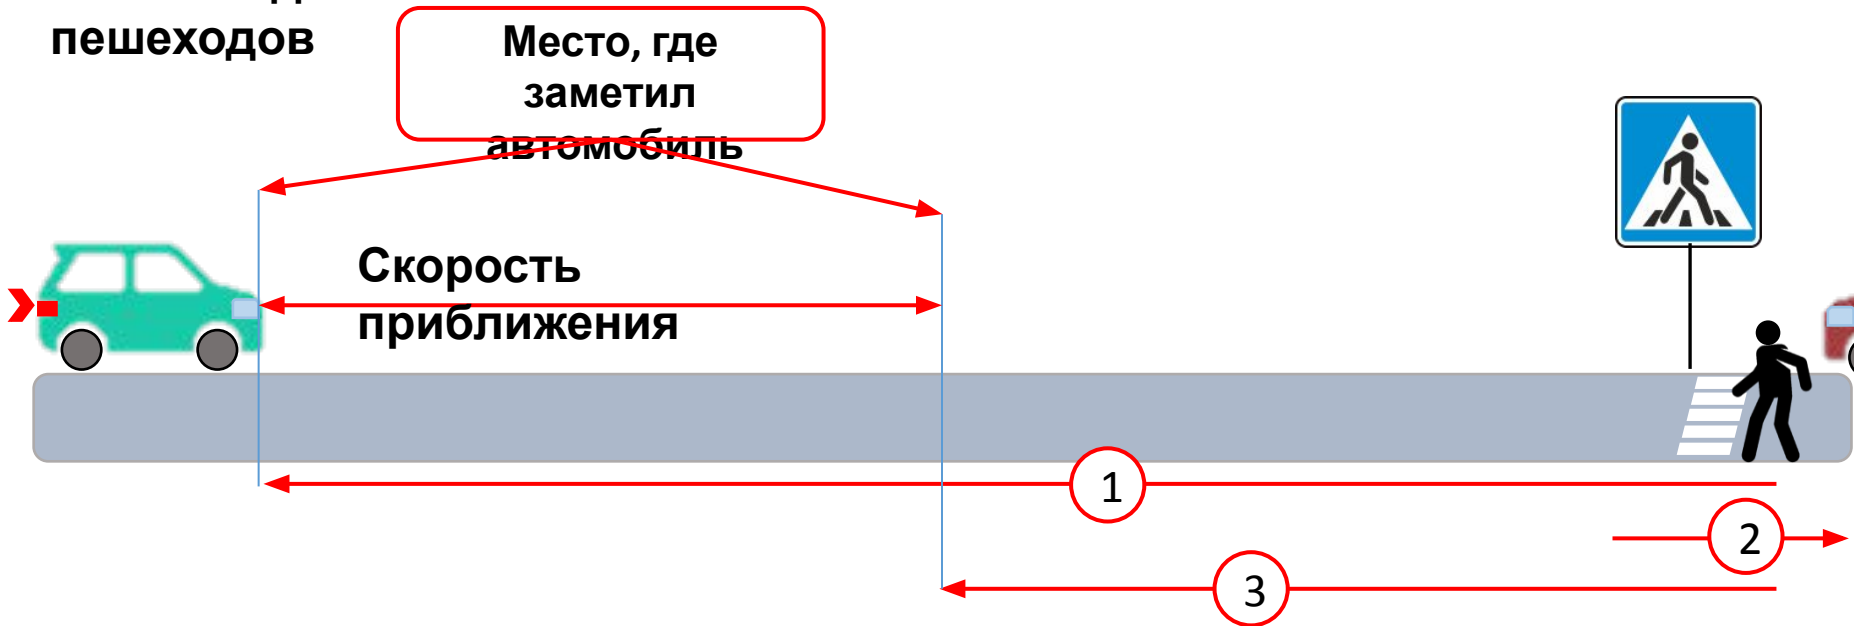 пешеходов
Место, где
заметил
автомобиль
Скорость
приближения
1
2
3